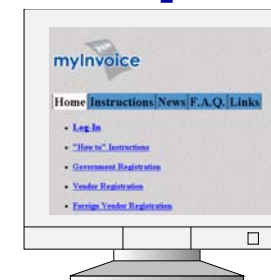 myInvoice
Home Instructions News F.A.Q. Links
Log-In
"How to" Instructions
Government Registration
Vendor Registration
Foreign Vendor Registration